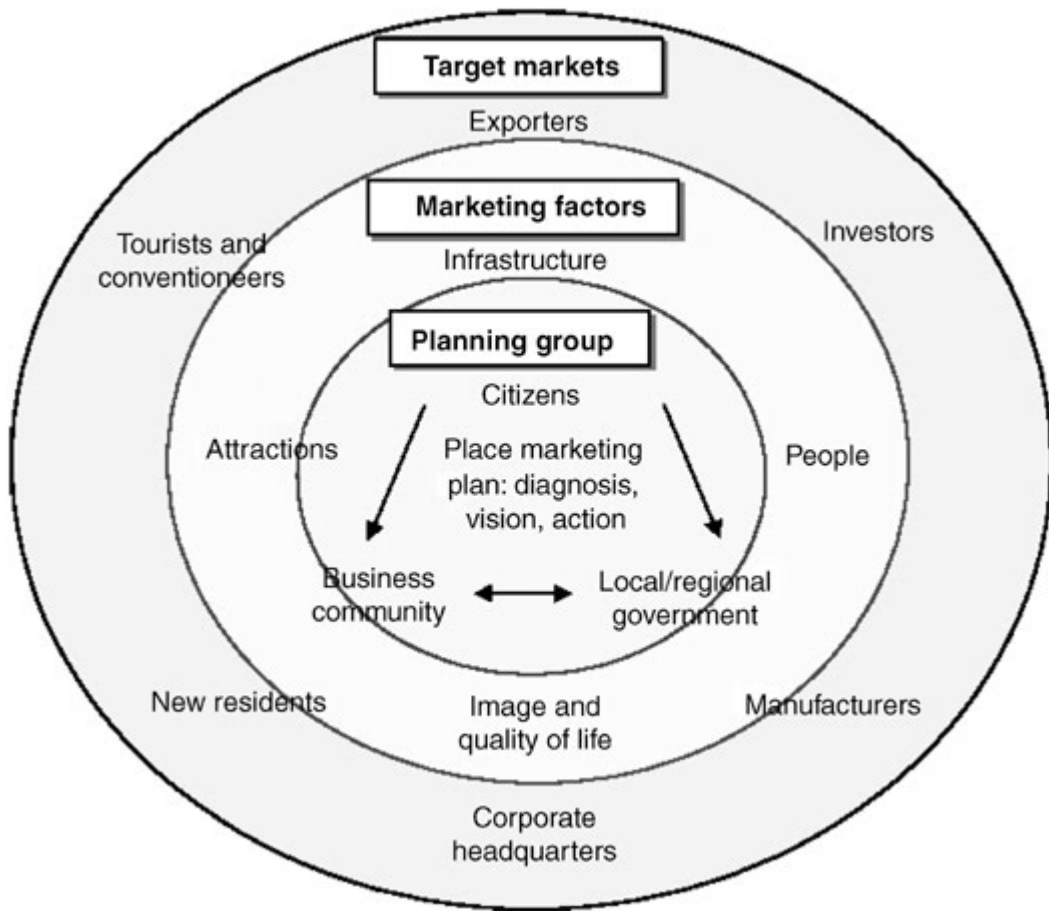 Target markets
Exporters
Marketing factors
Tourists and
conventioneers
Investors
Infrastructure
Planning group
Citizens
Attractions
Place marketing
plan: diagnosis,
vision, action
People
Business
community
Local/regional
government
New residents
Image and
quality of life
Manufacturers
Corporate
headquarters